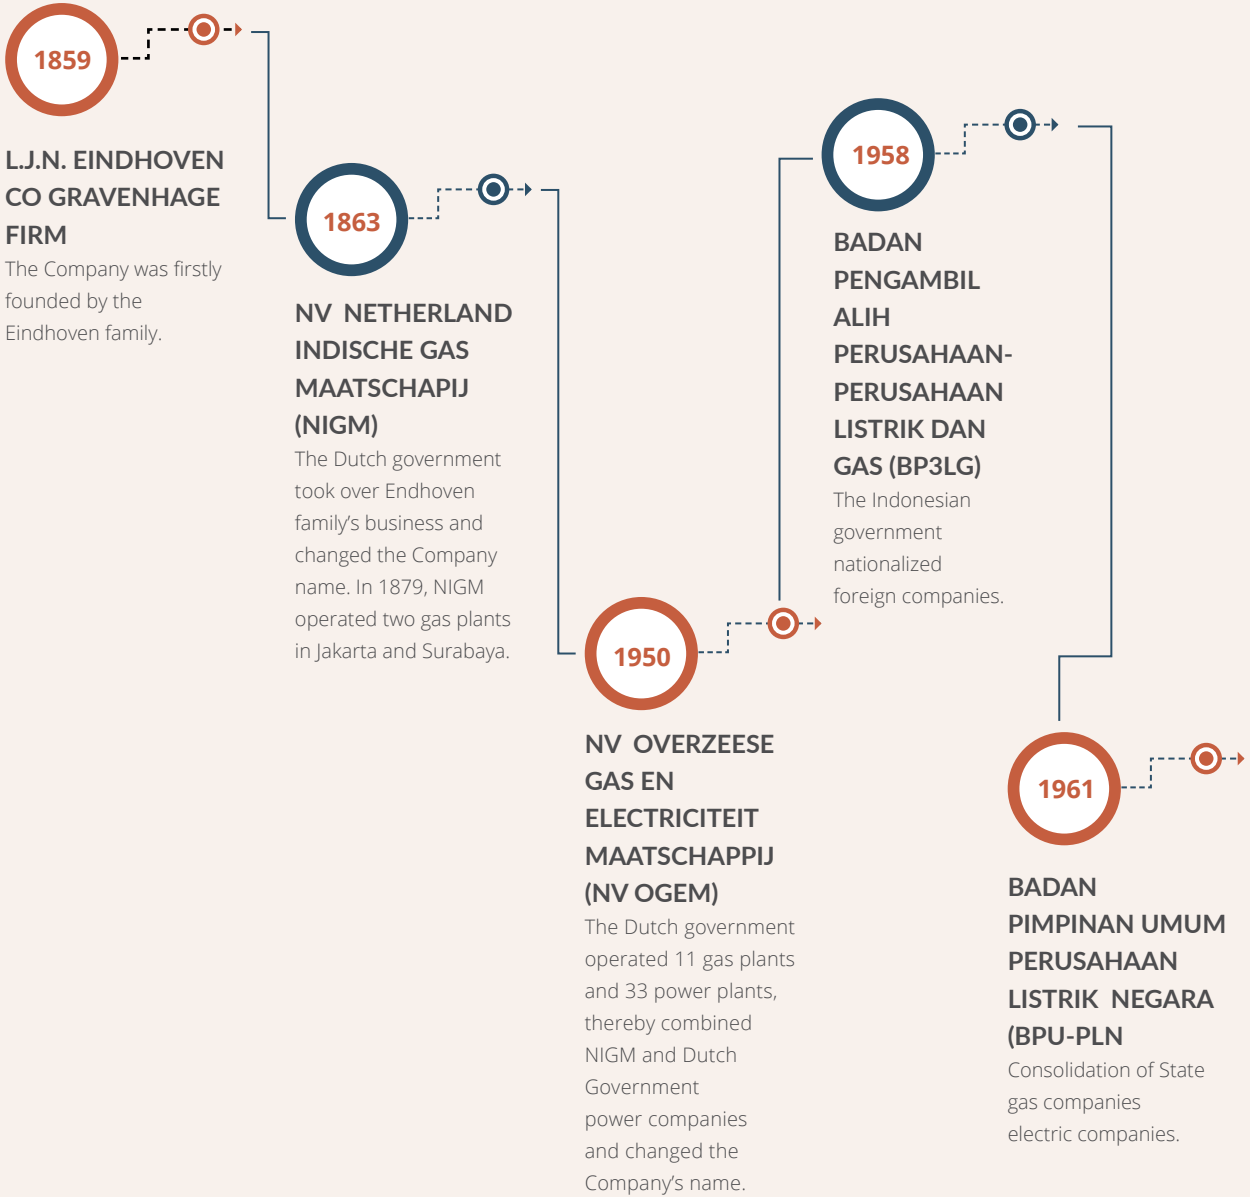 1859
L.J.N. EINDHOVEN
CO GRAVENHAGE
FIRM
The Company was firstly
founded by the
Eindhoven family.
1863
NV  NETHERLAND
INDISCHE GAS
MAATSCHAPIJ
(NIGM)
The Dutch government
took over Endhoven
family’s business and
changed the Company
name. In 1879, NIGM
operated two gas plants
in Jakarta and Surabaya.
1950
NV  OVERZEESE
GAS EN
ELECTRICITEIT
MAATSCHAPPIJ
(NV OGEM)
The Dutch government
operated 11 gas plants
and 33 power plants,
thereby combined
NIGM and Dutch
Government
power companies
and changed the
Company’s name.
1958
BADAN
PENGAMBIL
ALIH
PERUSAHAAN-
PERUSAHAAN
LISTRIK DAN
GAS (BP3LG)
The Indonesian
government
nationalized
foreign companies.
1961
BADAN
PIMPINAN UMUM
PERUSAHAAN
LISTRIK  NEGARA
(BPU-PLN
Consolidation of State
gas companies
electric companies.